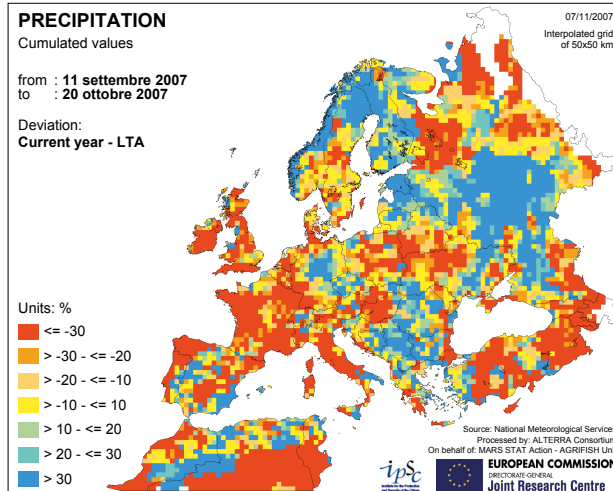 PRECIPITATION
Cumulated values
from : 11 settembre 2007
to : 20 ottobre 2007
Deviation:
Current year - LTA
07/11/2007
Interpolated grid
of 50x50 km
Units: %
<= -30
> -30 - <= -20
> -20 - <= -10
> -10 - <= 10
> 10 - <= 20
> 20 - <= 30
> 30
Source: National Meteorological Services
Processed by: ALTERRA Consortium
On behalf of: MARS STAT Action - AGRIFISH Unit
ipsc
EUROPEAN COMMISSION
DIRECTORATE-GENERAL
Joint Research Centre